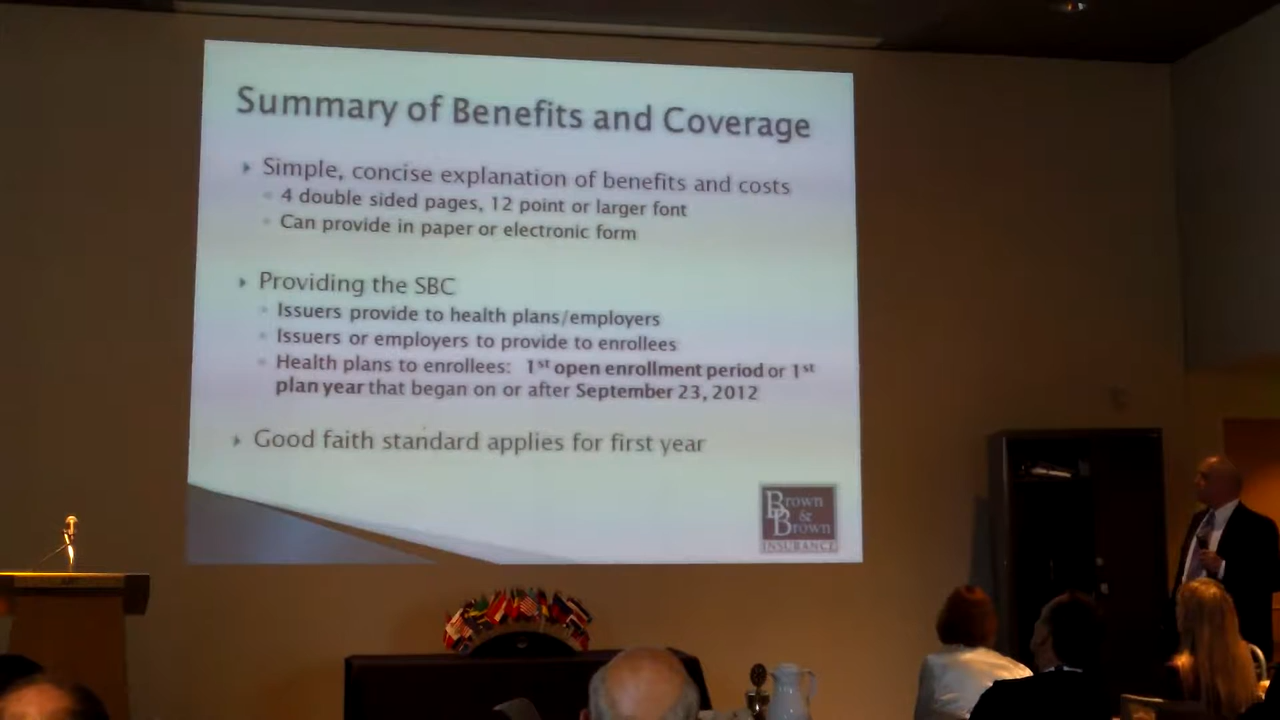 Summary of Benefits and Coverage
Simple, concise explanation of benefits and costs
4 double sided pages, 12 point or larger font
Can provide in paper or electronic form
Providing the SBC
Issuers provide to health plans/employers
Issuers or employers to provide to enrollees
Health plans to enrollees: 1st open enrollment period or 1st
plan year that began on or after September 23, 2012
Good faith standard applies for first year
Brown
&
Brown
INSURANCE